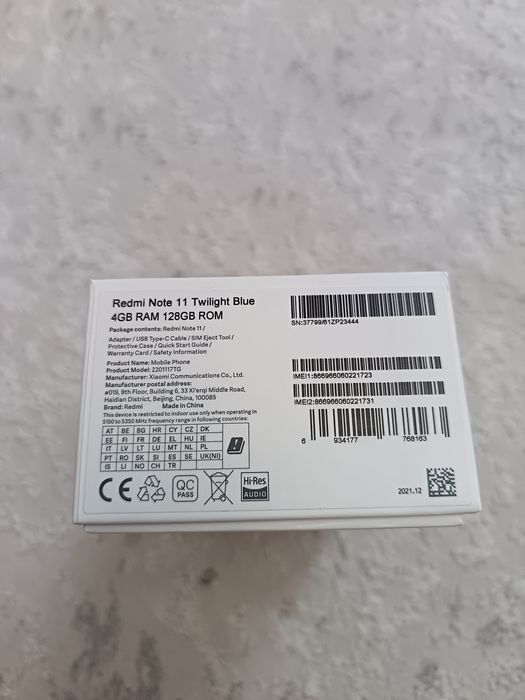 Redmi Note 11 Twilight Blue
4GB RAM 128GB ROM
Package contents: Redmi Note 11 /
Adapter / USB Type-C Cable / SIM Eject Tool /
Protective Case / Quick Start Guide /
Warranty Card / Safety Information
Product Name: Mobile Phone
Product Model: 2201117TG
Manufacturer: Xiaomi Communications Co., Ltd.
Manufacturer postal address:
#019, 9th Floor, Building 6, 33 Xi'erqi Middle Road,
Haidian District, Beijing, China, 100085
Brand: Redmi Made in China
This device is restricted to indoor use only when operating in
5150 to 5350 MHz frequency range in following countries:
AT BE BG HR CY CZ DK
EE FI FR DE EL HU IE
IT LV LT LU MT NL PL
PT RO SK SI ES SE UK(NI)
IS LI NO CH TR
CE
QC
PASS
Hi-Res
AUDIO
SN:37799/61ZP23444
IMEI1:866966060221723
IMEI2:866966060221731
6 934177 768163
2021.12